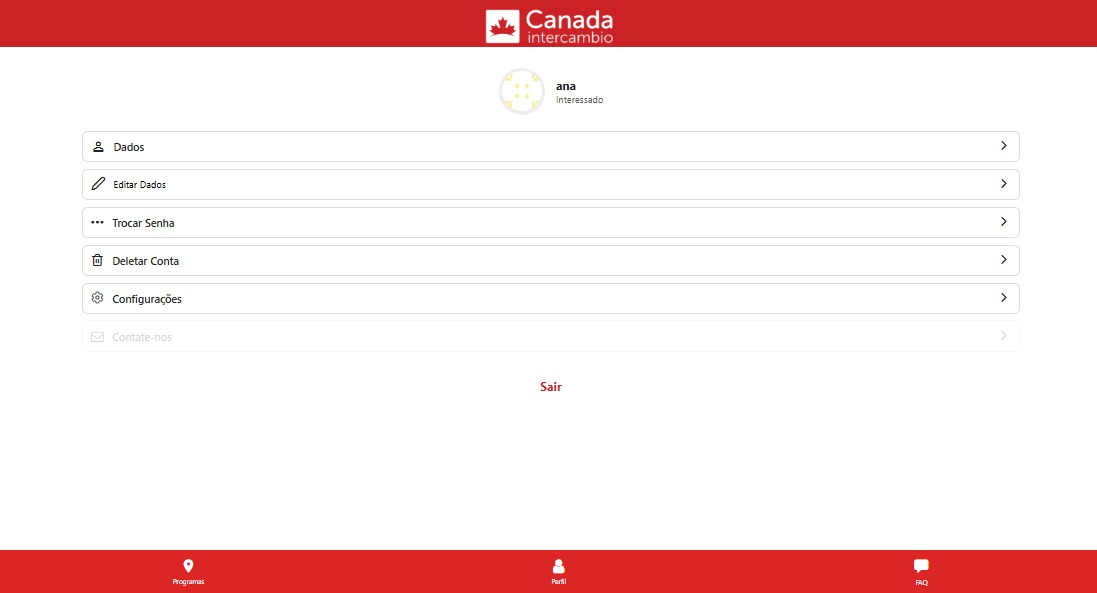 Canada
intercambio
ana
Interessado
Dados
Editar Dados
Trocar Senha
Deletar Conta
Configurações
Contate-nos
Sair
Programas
Perfil
FAQ